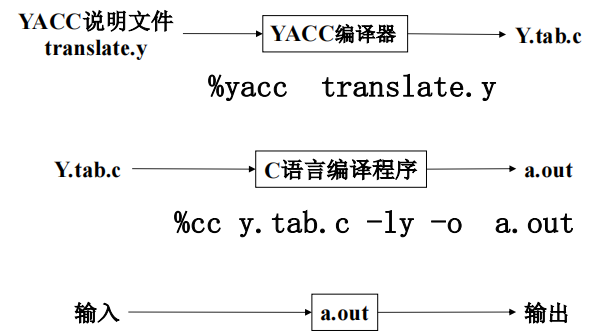 YACC说明文件
translate.y
YACC编译器
Y.tab.c
%yacc translate.y
Y.tab.c
C语言编译程序
a.out
%cc y.tab.c -ly -o a.out
输入
a.out
输出